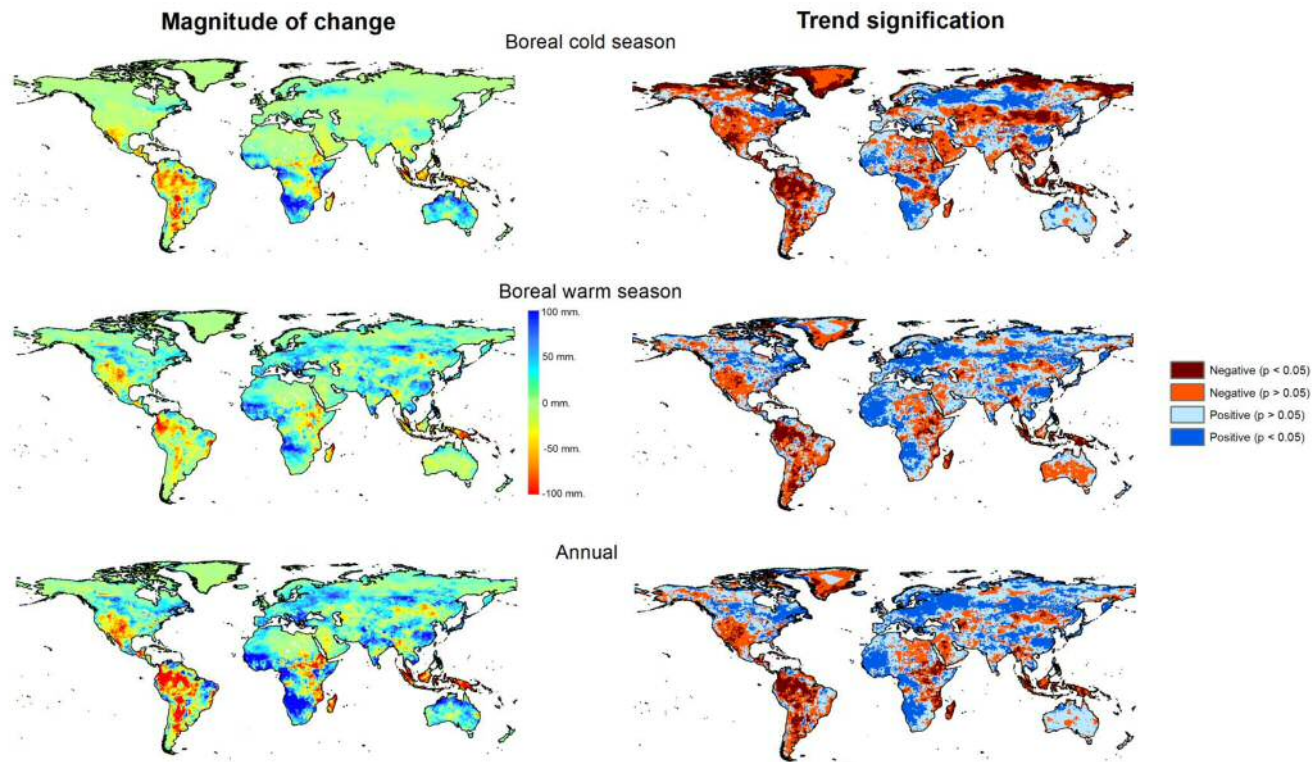 Magnitude of change
Trend signification
Boreal cold season
Boreal warm season
100 mm.
50 mm.
0 mm.
-50 mm.
-100 mm.
Negative (p < 0.05)
Negative (p > 0.05)
Positive (p > 0.05)
Positive (p < 0.05)
Annual